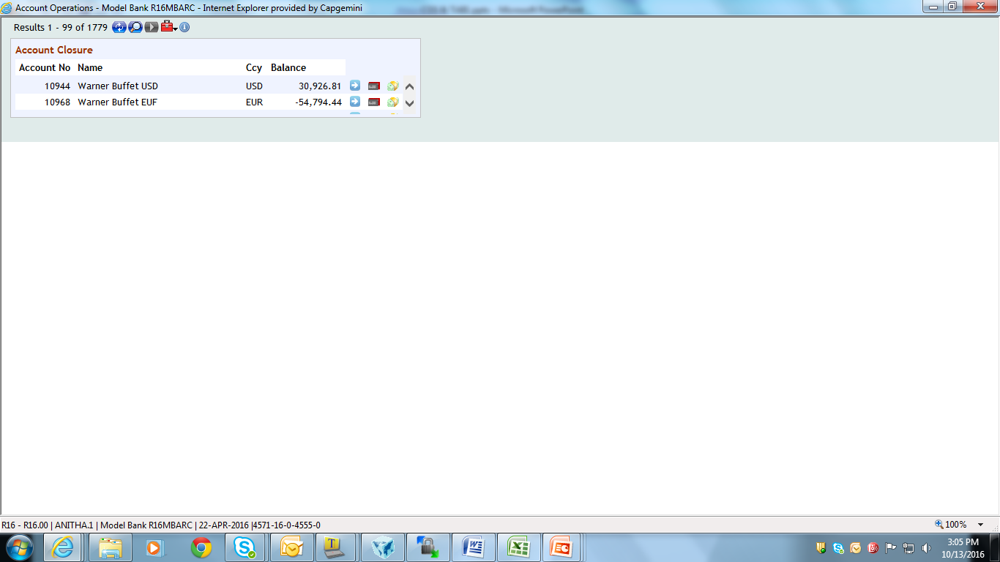 Account Operations - Model Bank R16MBARC - Internet Explorer provided by Capgemini
Results 1 - 99 of 1779
Account Closure
Account No Name Ccy Balance
10944 Warner Buffet USD USD 30,926.81
10968 Warner Buffet EUF EUR -54,794.44
R16 - R16.00 | ANITHA.1 | Model Bank R16MBARC | 22-APR-2016 |4571-16-0-4555-0
100%
3:05 PM
10/13/2016